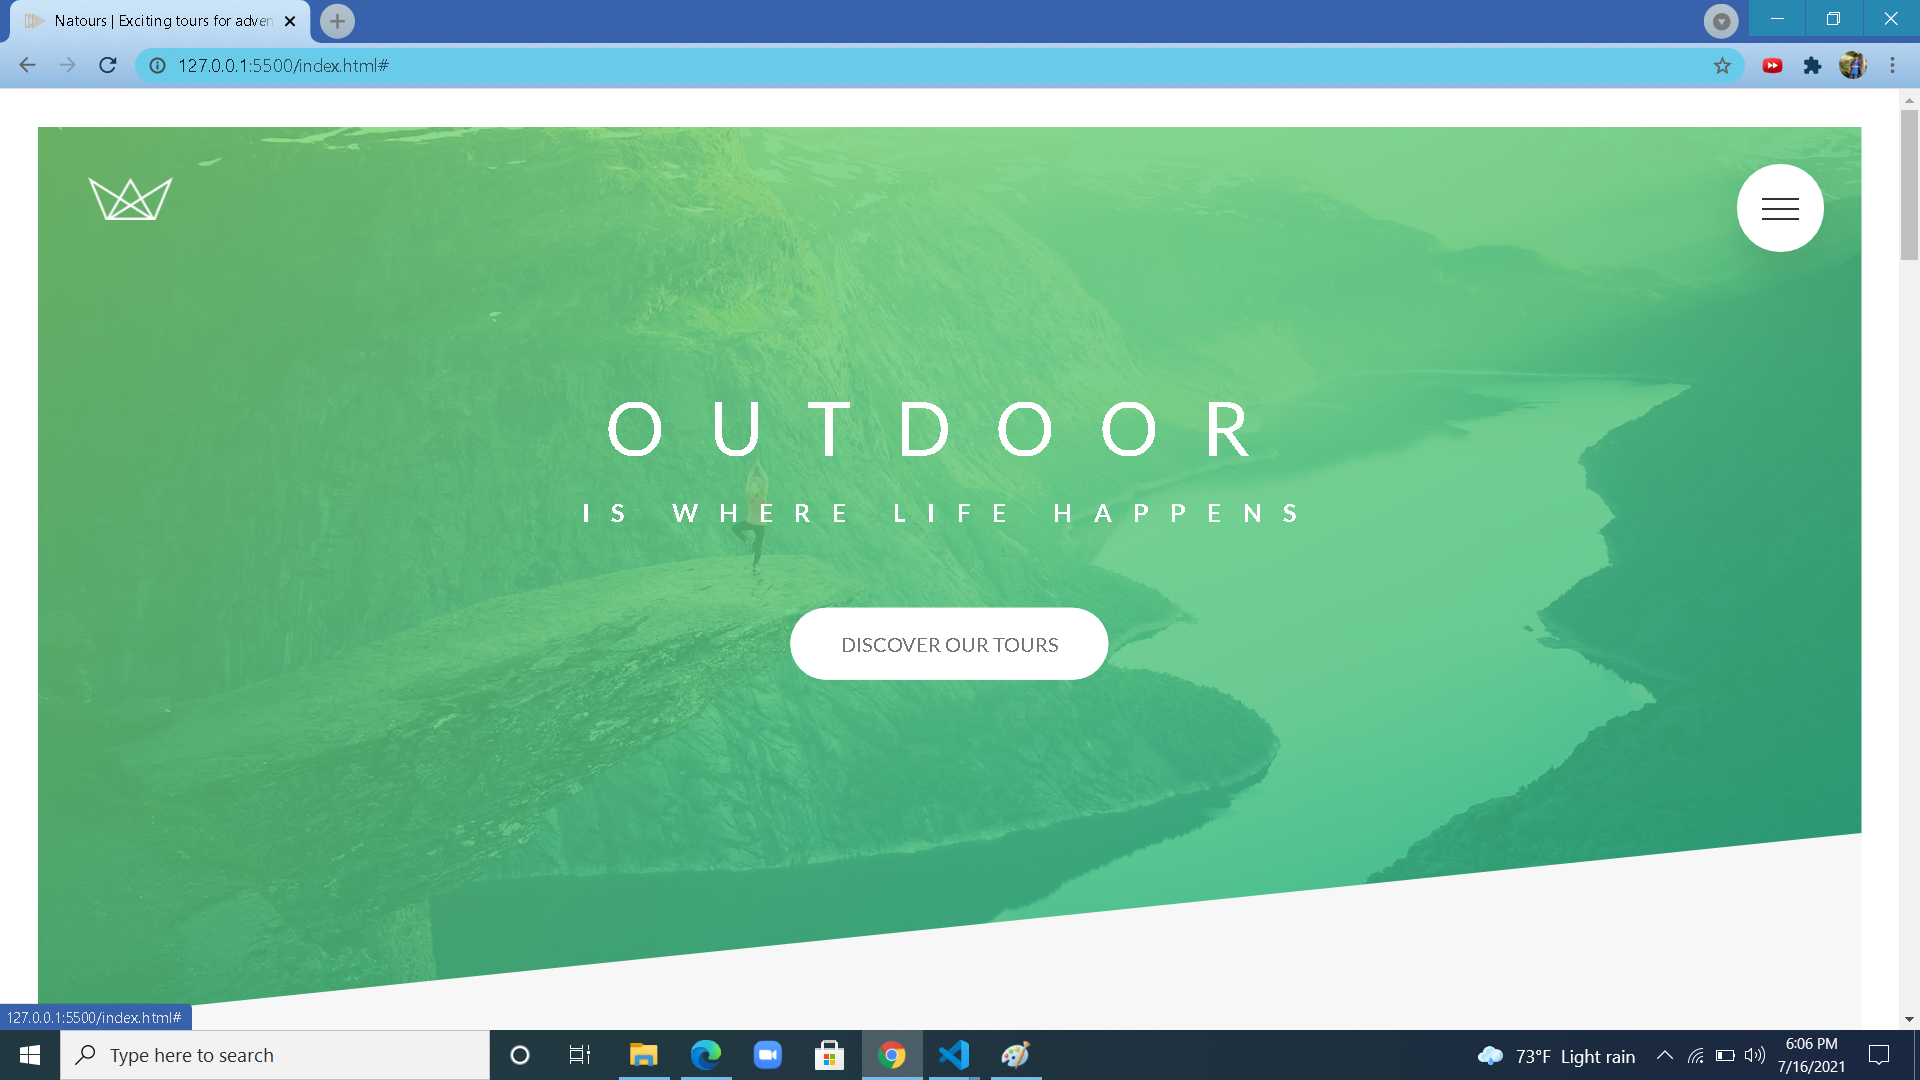 Natours | Exciting tours for adven
127.0.0.1:5500/index.html#
OUTDOOR
IS WHERE LIFE HAPPENS
DISCOVER OUR TOURS
127.0.0.1:5500/index.html#
Type here to search
73°F Light rain
6:06 PM
7/16/2021